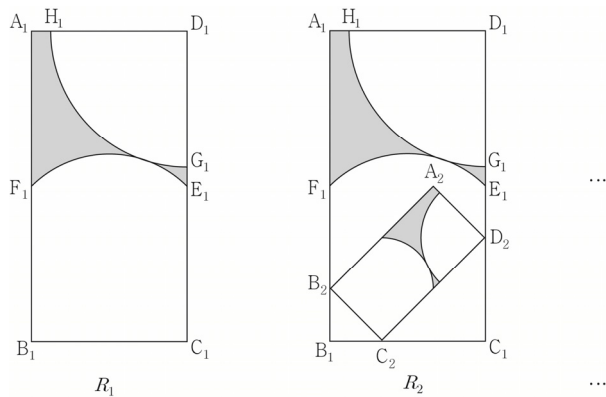 A₁ H₁ D₁ A₁ H₁ D₁
G₁ G₁
F₁ E₁ F₁ A₂ E₁ ...
D₂
B₂
B₁ C₁ B₁ C₂ C₁
R₁ R₂ ...